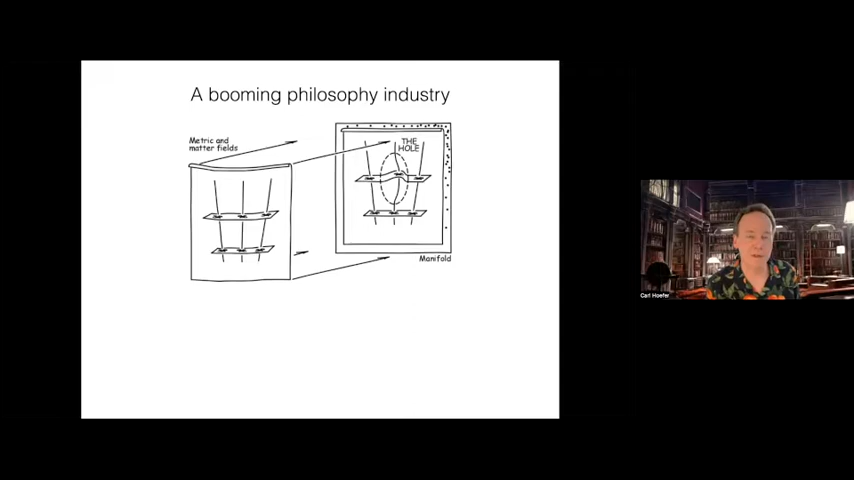 A booming philosophy industry
Metric and
matter fields
THE
HOLE
Manifold
Carl Hoefer